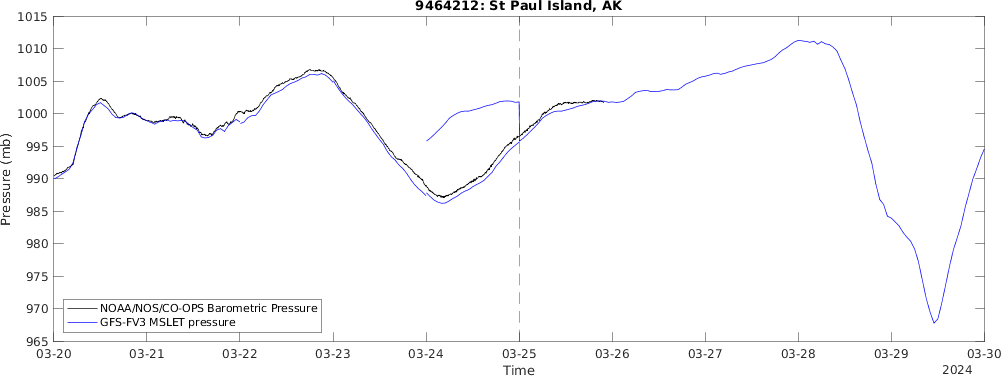 9464212: St Paul Island, AK
1015
1010
1005
1000
995
990
985
980
975
970
965
Pressure (mb)
NOAA/NOS/CO-OPS Barometric Pressure
GFS-FV3 MSLET pressure
03-20 03-21 03-22 03-23 03-24 03-25 03-26 03-27 03-28 03-29 03-30
Time
2024